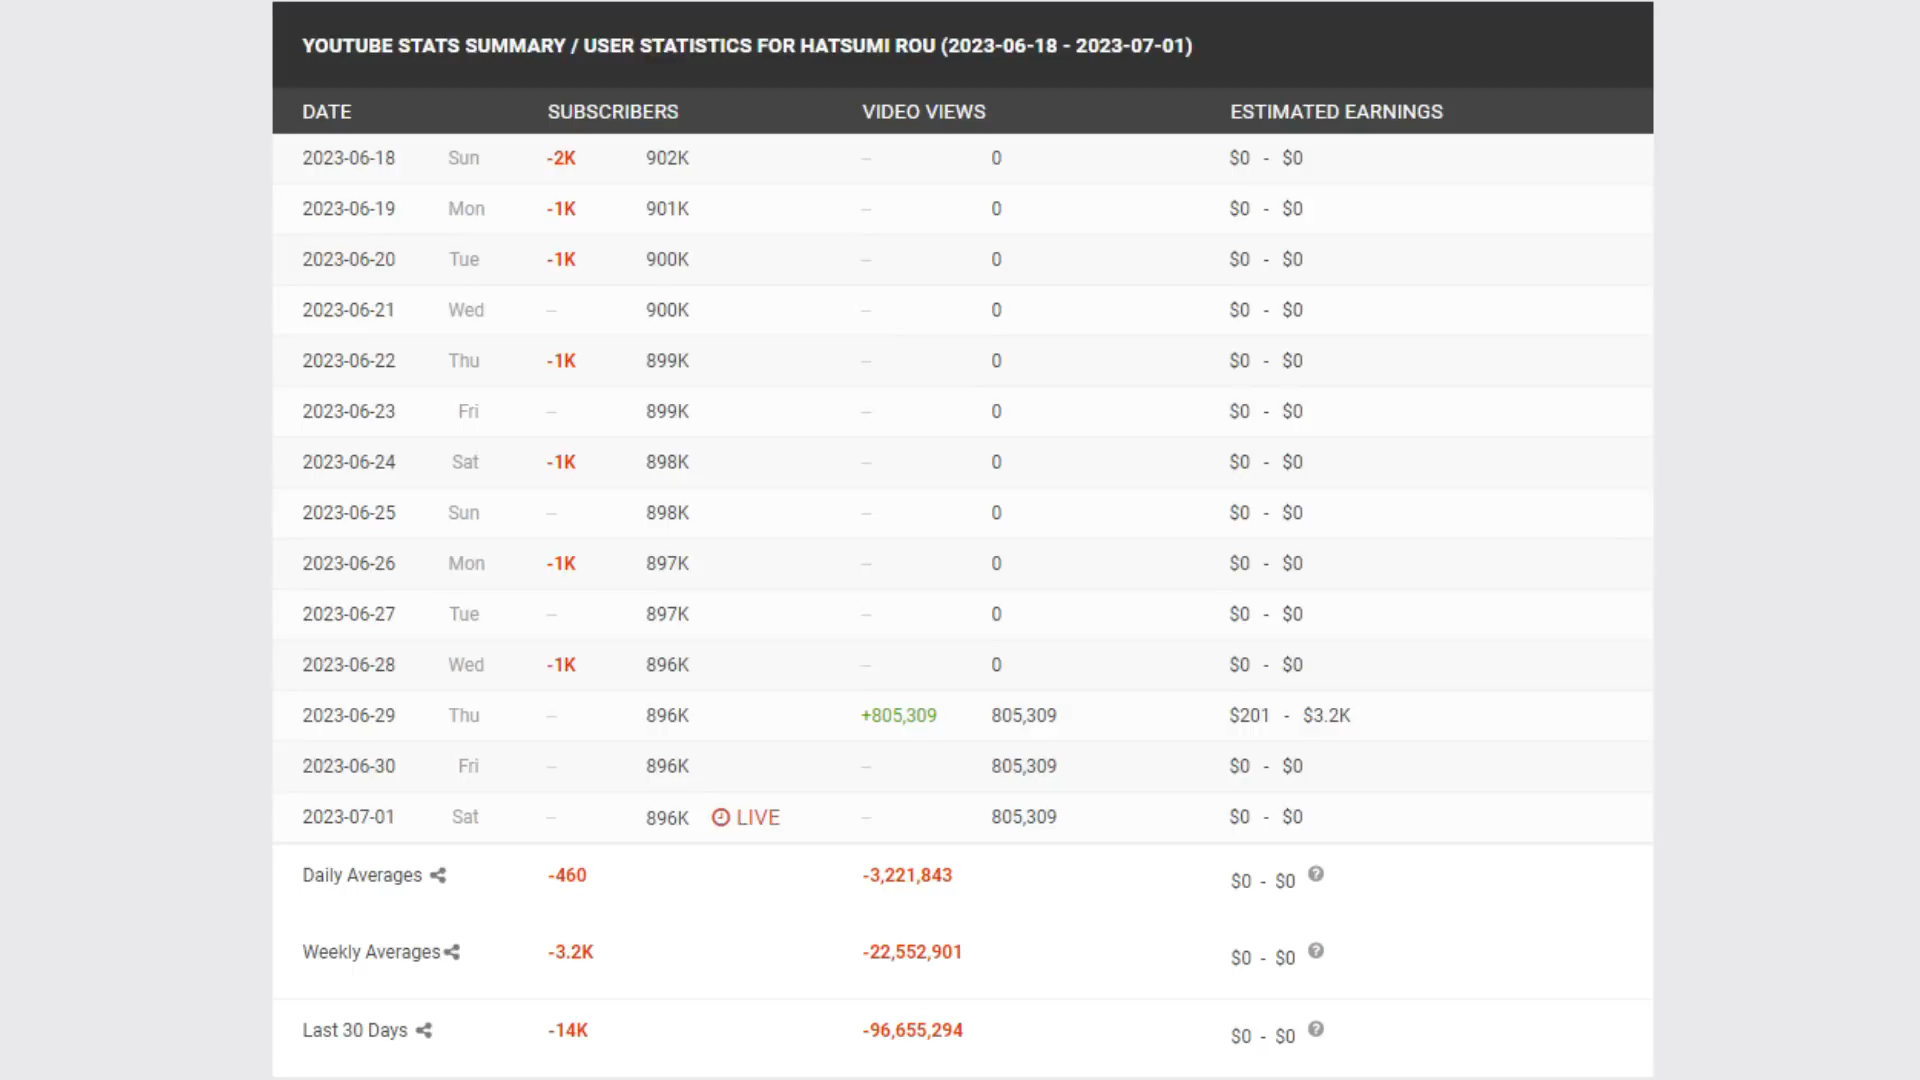 YOUTUBE STATS SUMMARY / USER STATISTICS FOR HATSUMI ROU (2023-06-18 - 2023-07-01)
DATE SUBSCRIBERS VIDEO VIEWS ESTIMATED EARNINGS
2023-06-18 Sun -2K 902K – 0 $0 - $0
2023-06-19 Mon -1K 901K – 0 $0 - $0
2023-06-20 Tue -1K 900K – 0 $0 - $0
2023-06-21 Wed – 900K – 0 $0 - $0
2023-06-22 Thu -1K 899K – 0 $0 - $0
2023-06-23 Fri – 899K – 0 $0 - $0
2023-06-24 Sat -1K 898K – 0 $0 - $0
2023-06-25 Sun – 898K – 0 $0 - $0
2023-06-26 Mon -1K 897K – 0 $0 - $0
2023-06-27 Tue – 897K – 0 $0 - $0
2023-06-28 Wed -1K 896K – 0 $0 - $0
2023-06-29 Thu – 896K +805,309 805,309 $201 - $3.2K
2023-06-30 Fri – 896K – 805,309 $0 - $0
2023-07-01 Sat – 896K LIVE – 805,309 $0 - $0
Daily Averages -460 -3,221,843 $0 - $0 ?
Weekly Averages -3.2K -22,552,901 $0 - $0 ?
Last 30 Days -14K -96,655,294 $0 - $0 ?